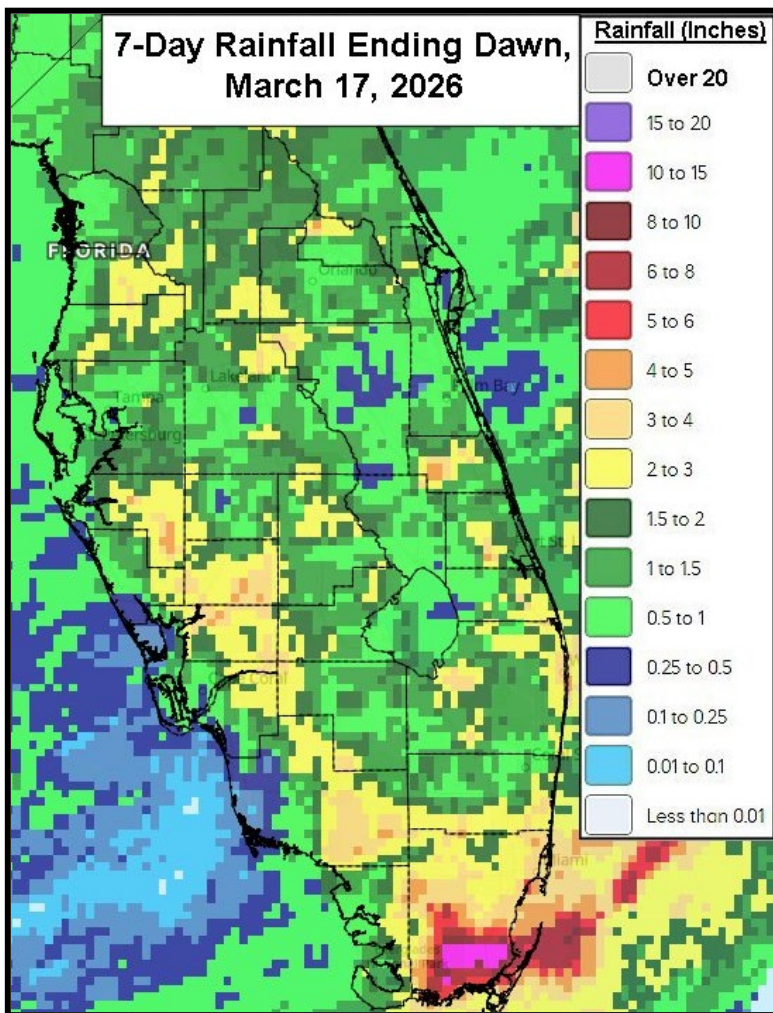 7-Day Rainfall Ending Dawn,
March 17, 2026
Rainfall (Inches)
Over 20
15 to 20
10 to 15
8 to 10
6 to 8
5 to 6
4 to 5
3 to 4
2 to 3
1.5 to 2
1 to 1.5
0.5 to 1
0.25 to 0.5
0.1 to 0.25
0.01 to 0.1
Less than 0.01
FLORIDA
Orlando
Lakeland
Tampa
Coral
Miami